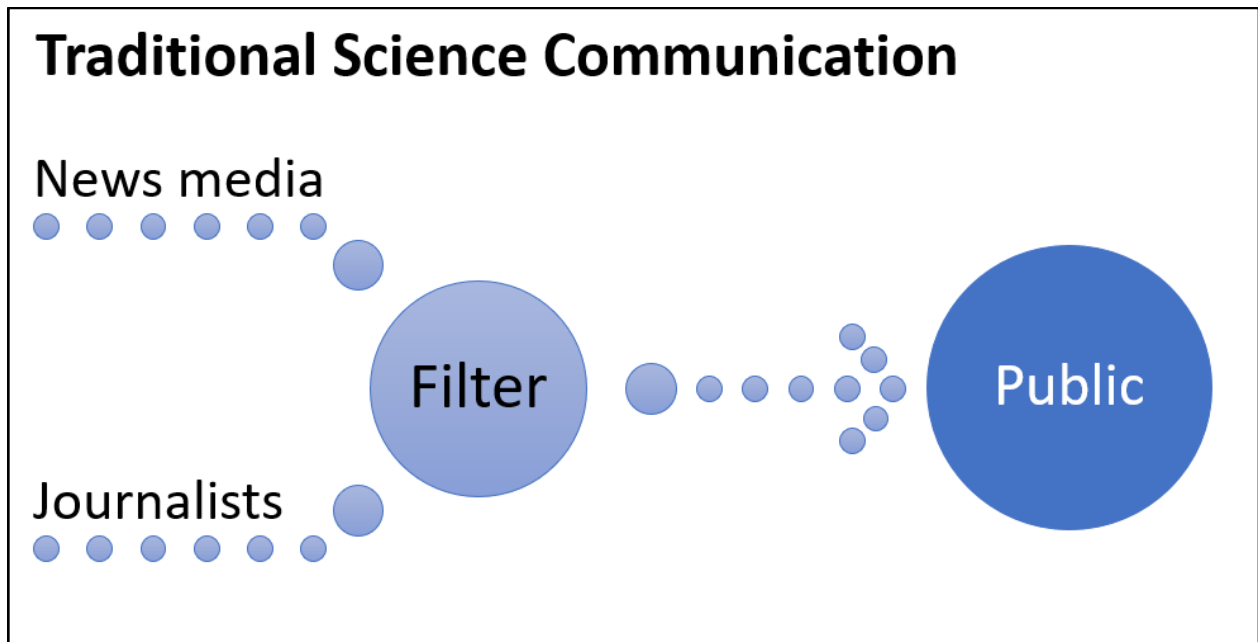 Traditional Science Communication
News media
Filter
Public
Journalists